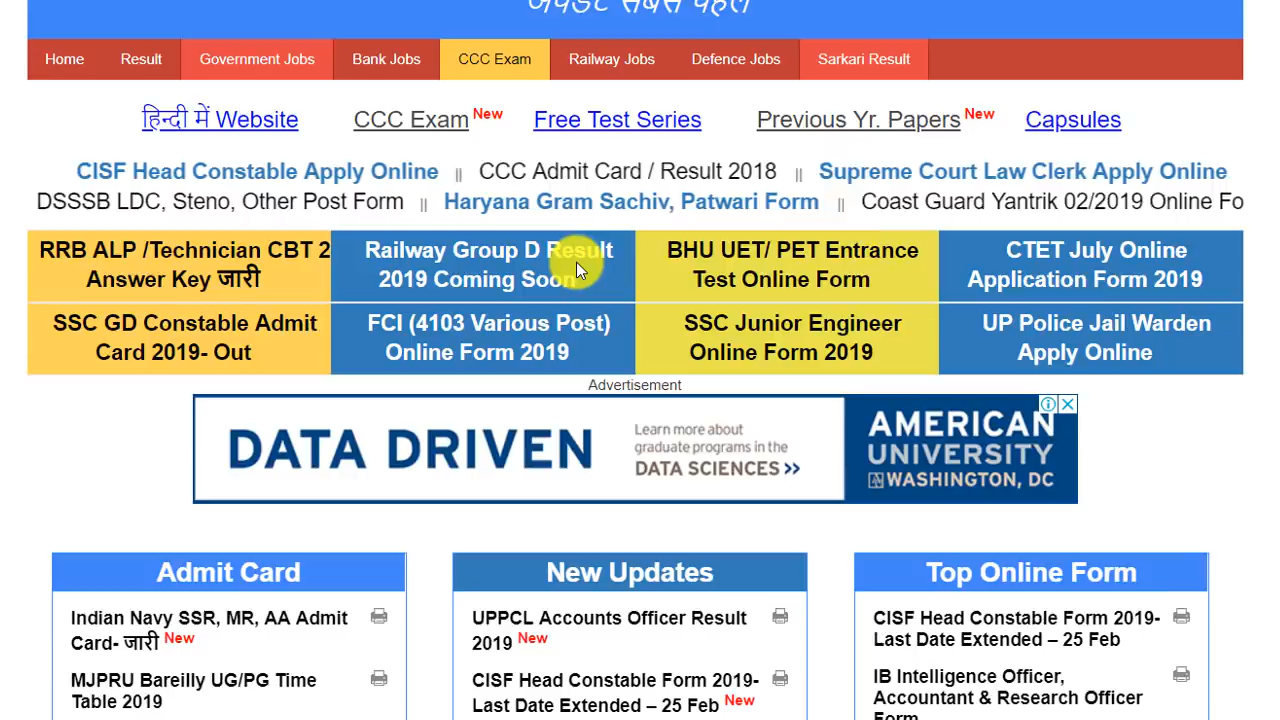 अपडेट सबसे पहले
Home Result Government Jobs Bank Jobs CCC Exam Railway Jobs Defence Jobs Sarkari Result
हिन्दी में Website CCC Exam New Free Test Series Previous Yr. Papers New Capsules
CISF Head Constable Apply Online || CCC Admit Card / Result 2018 || Supreme Court Law Clerk Apply Online
DSSSB LDC, Steno, Other Post Form || Haryana Gram Sachiv, Patwari Form || Coast Guard Yantrik 02/2019 Online Fo
RRB ALP /Technician CBT 2
Answer Key जारी
Railway Group D Result
2019 Coming Soon
BHU UET/ PET Entrance
Test Online Form
CTET July Online
Application Form 2019
SSC GD Constable Admit
Card 2019- Out
FCI (4103 Various Post)
Online Form 2019
SSC Junior Engineer
Online Form 2019
UP Police Jail Warden
Apply Online
Advertisement
DATA DRIVEN
Learn more about
graduate programs in the
DATA SCIENCES >>
AMERICAN
UNIVERSITY
WASHINGTON, DC
Admit Card
Indian Navy SSR, MR, AA Admit
Card- जारी New
MJPRU Bareilly UG/PG Time
Table 2019
New Updates
UPPCL Accounts Officer Result
2019 New
CISF Head Constable Form 2019-
Last Date Extended – 25 Feb New
Top Online Form
CISF Head Constable Form 2019-
Last Date Extended – 25 Feb
IB Intelligence Officer,
Accountant & Research Officer
Form